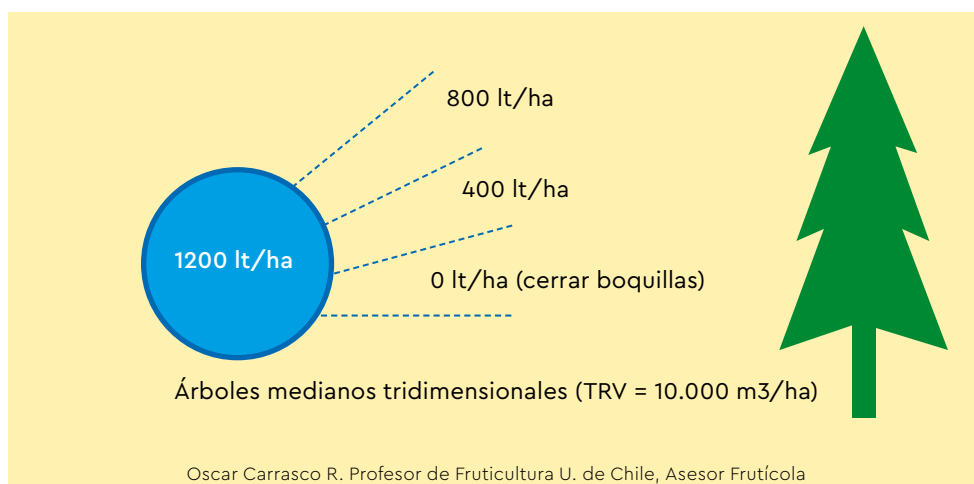 800 lt/ha
400 lt/ha
1200 lt/ha
0 lt/ha (cerrar boquillas)
Árboles medianos tridimensionales (TRV = 10.000 m3/ha)
Oscar Carrasco R. Profesor de Fruticultura U. de Chile, Asesor Frutícola